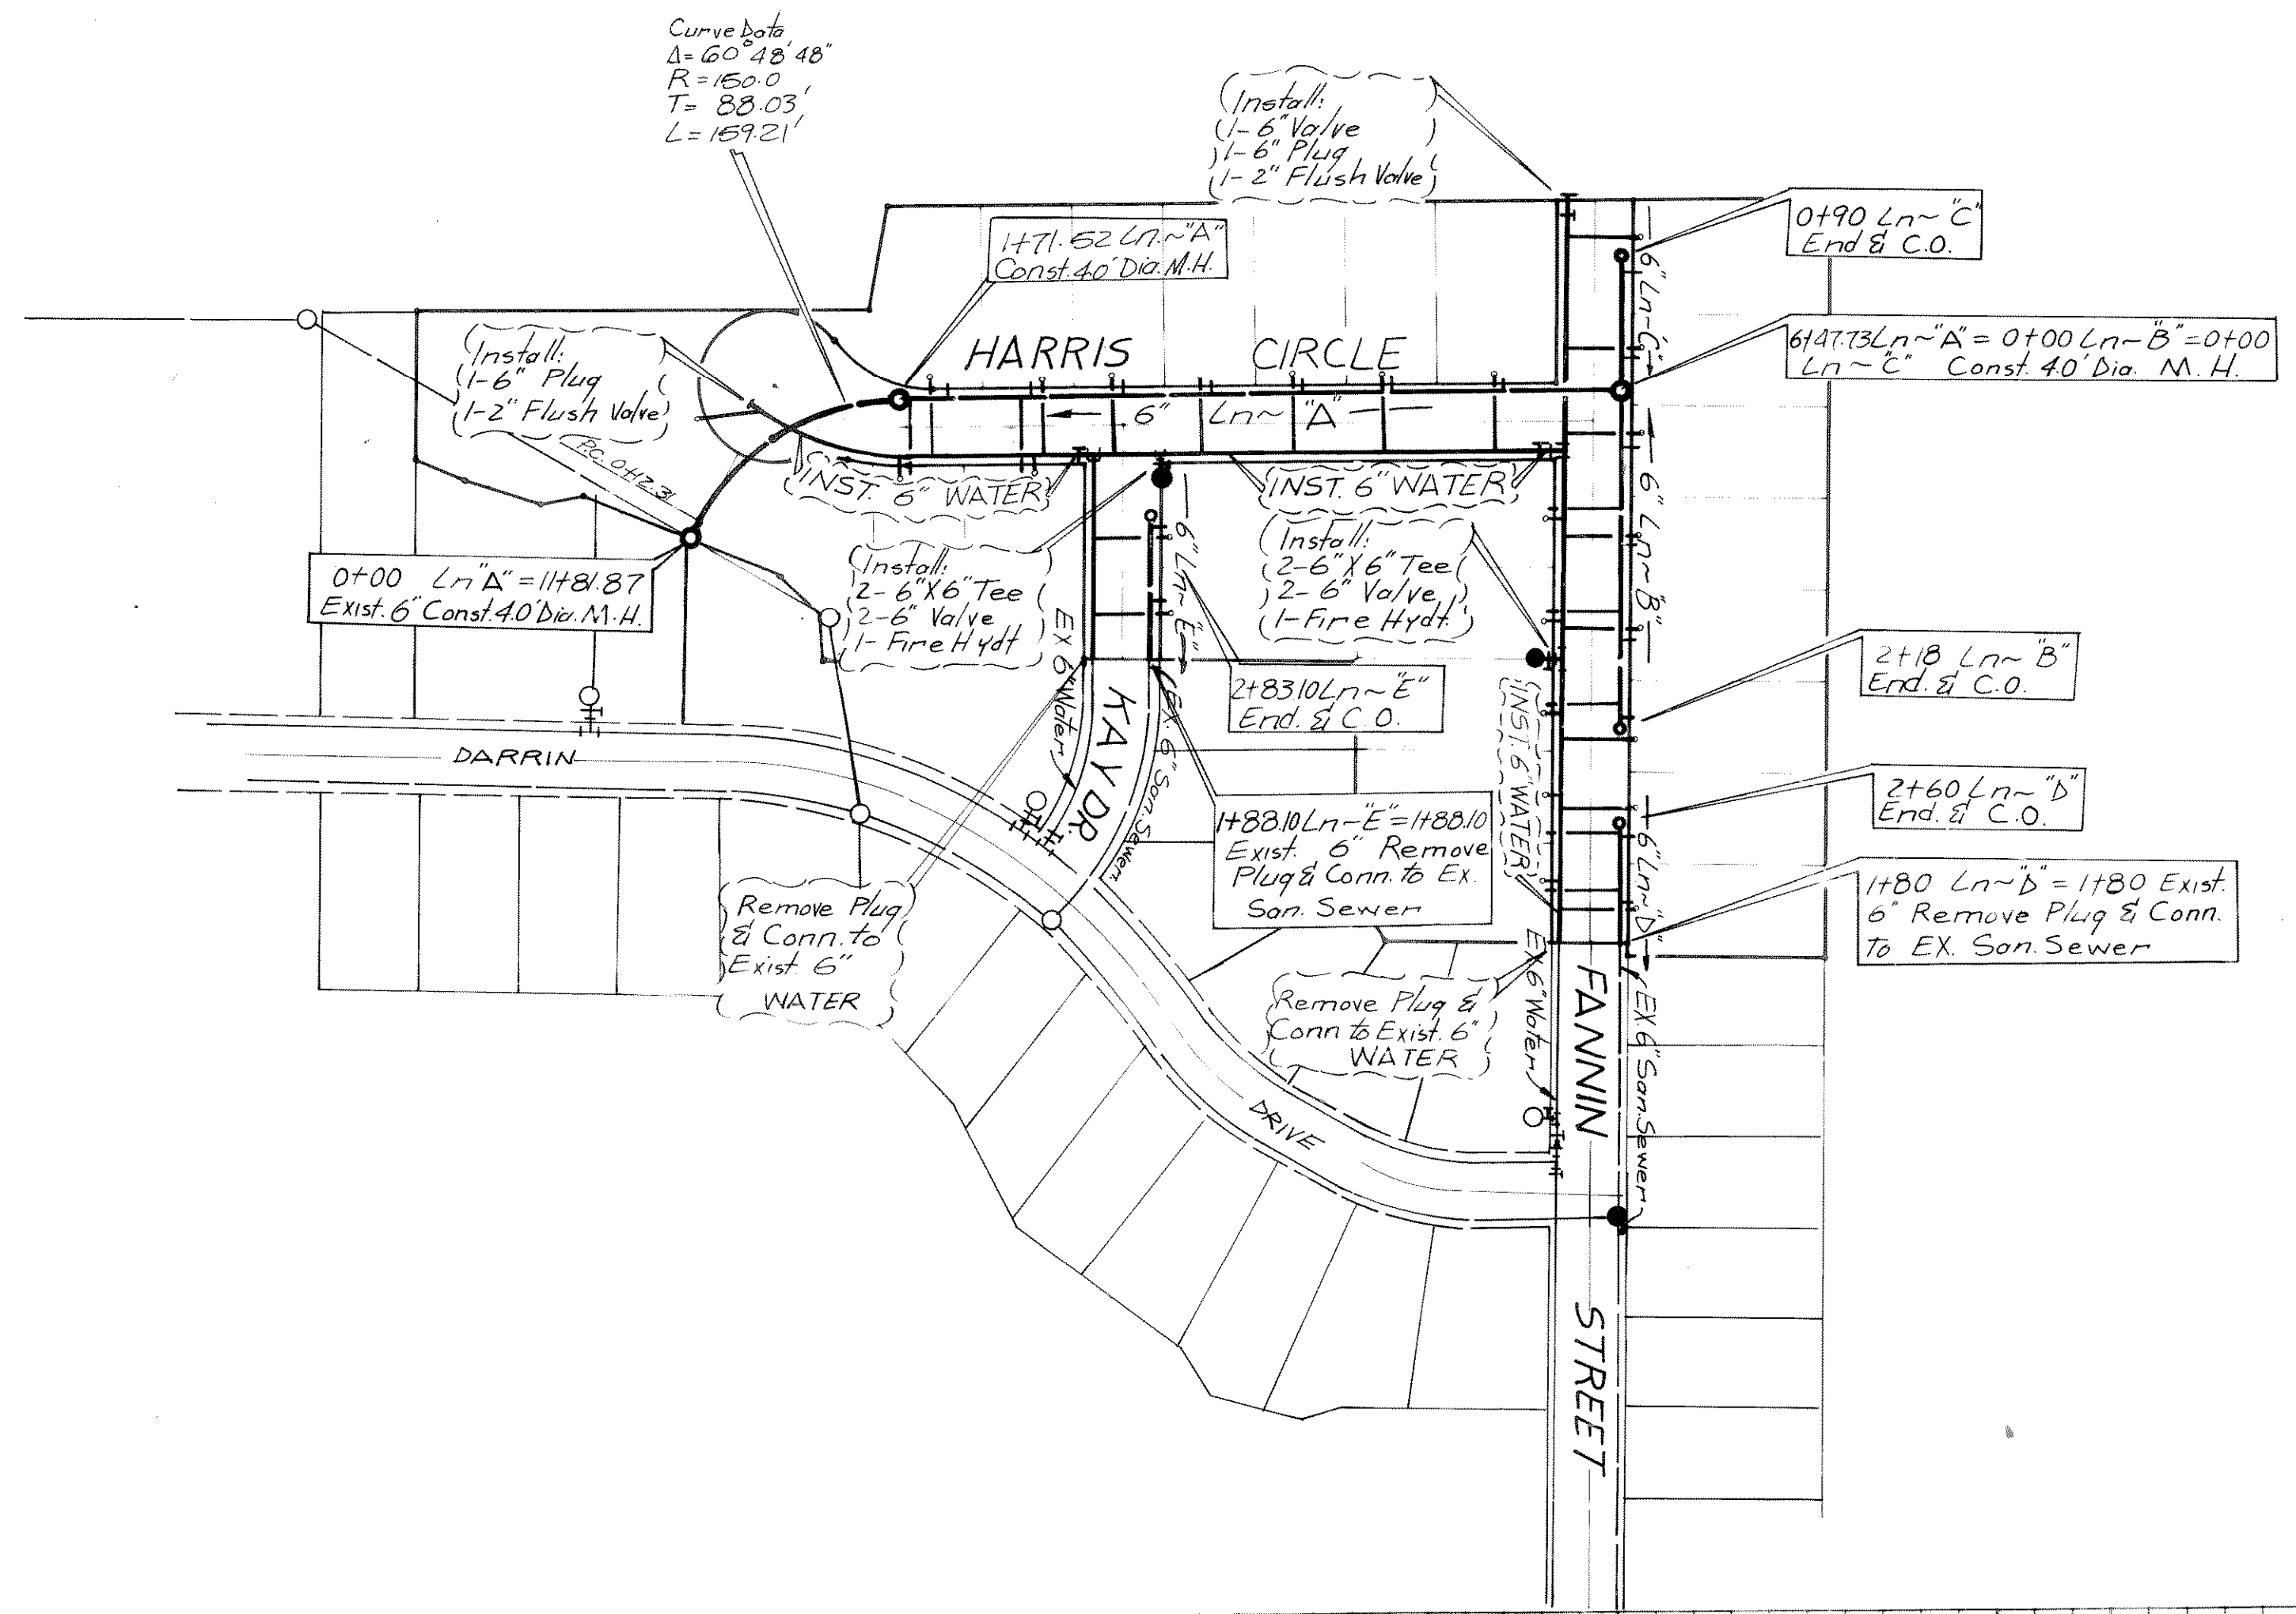 Curve Data
Δ= 60°48'48"
R = 150.0'
T= 88.03'
L= 159.21'
Install:
1-6" Valve
1-6" Plug
1-2" Flush Valve
0+90 Ln~"C"
End & C.O.
1+71.52 Ln.~"A"
Const. 4.0' Dia. M.H.
6" Ln~"C"
6+47.73 Ln~"A" = 0+00 Ln~"B" = 0+00
Ln~"C" Const. 4.0' Dia. M.H.
Install:
1-6" Plug
1-2" Flush Valve
HARRIS CIRCLE
6" Ln~"A"
P.C. 0+12.31
INST. 6" WATER
INST. 6" WATER
6" Ln~"B"
0+00 Ln "A" = 11+81.87
Exist. 6" Const. 4.0' Dia. M.H.
Install:
2-6"X6" Tee
2-6" Valve
1-Fire Hydt
6" Ln~"E"
Install:
2-6"X6" Tee
2-6" Valve
1-Fire Hydt.
EX 6" Water
2+83.10 Ln~"E"
End. & C.O.
INST. 6" WATER
2+18 Ln~"B"
End. & C.O.
DARRIN
KAY DR.
EX. 6" San. Sewer
2+60 Ln~"D"
End. & C.O.
1+88.10 Ln~"E" = 1+88.10
Exist. 6" Remove
Plug & Conn. to Ex.
San. Sewer
6" Ln~"D"
1+80 Ln~"D" = 1+80 Exist.
6" Remove Plug & Conn.
To EX. San. Sewer
Remove Plug
& Conn. to
Exist. 6"
WATER
Remove Plug &
Conn to Exist. 6"
WATER
EX 6" Water
FANNIN
EX. 6" San. Sewer
DRIVE
STREET